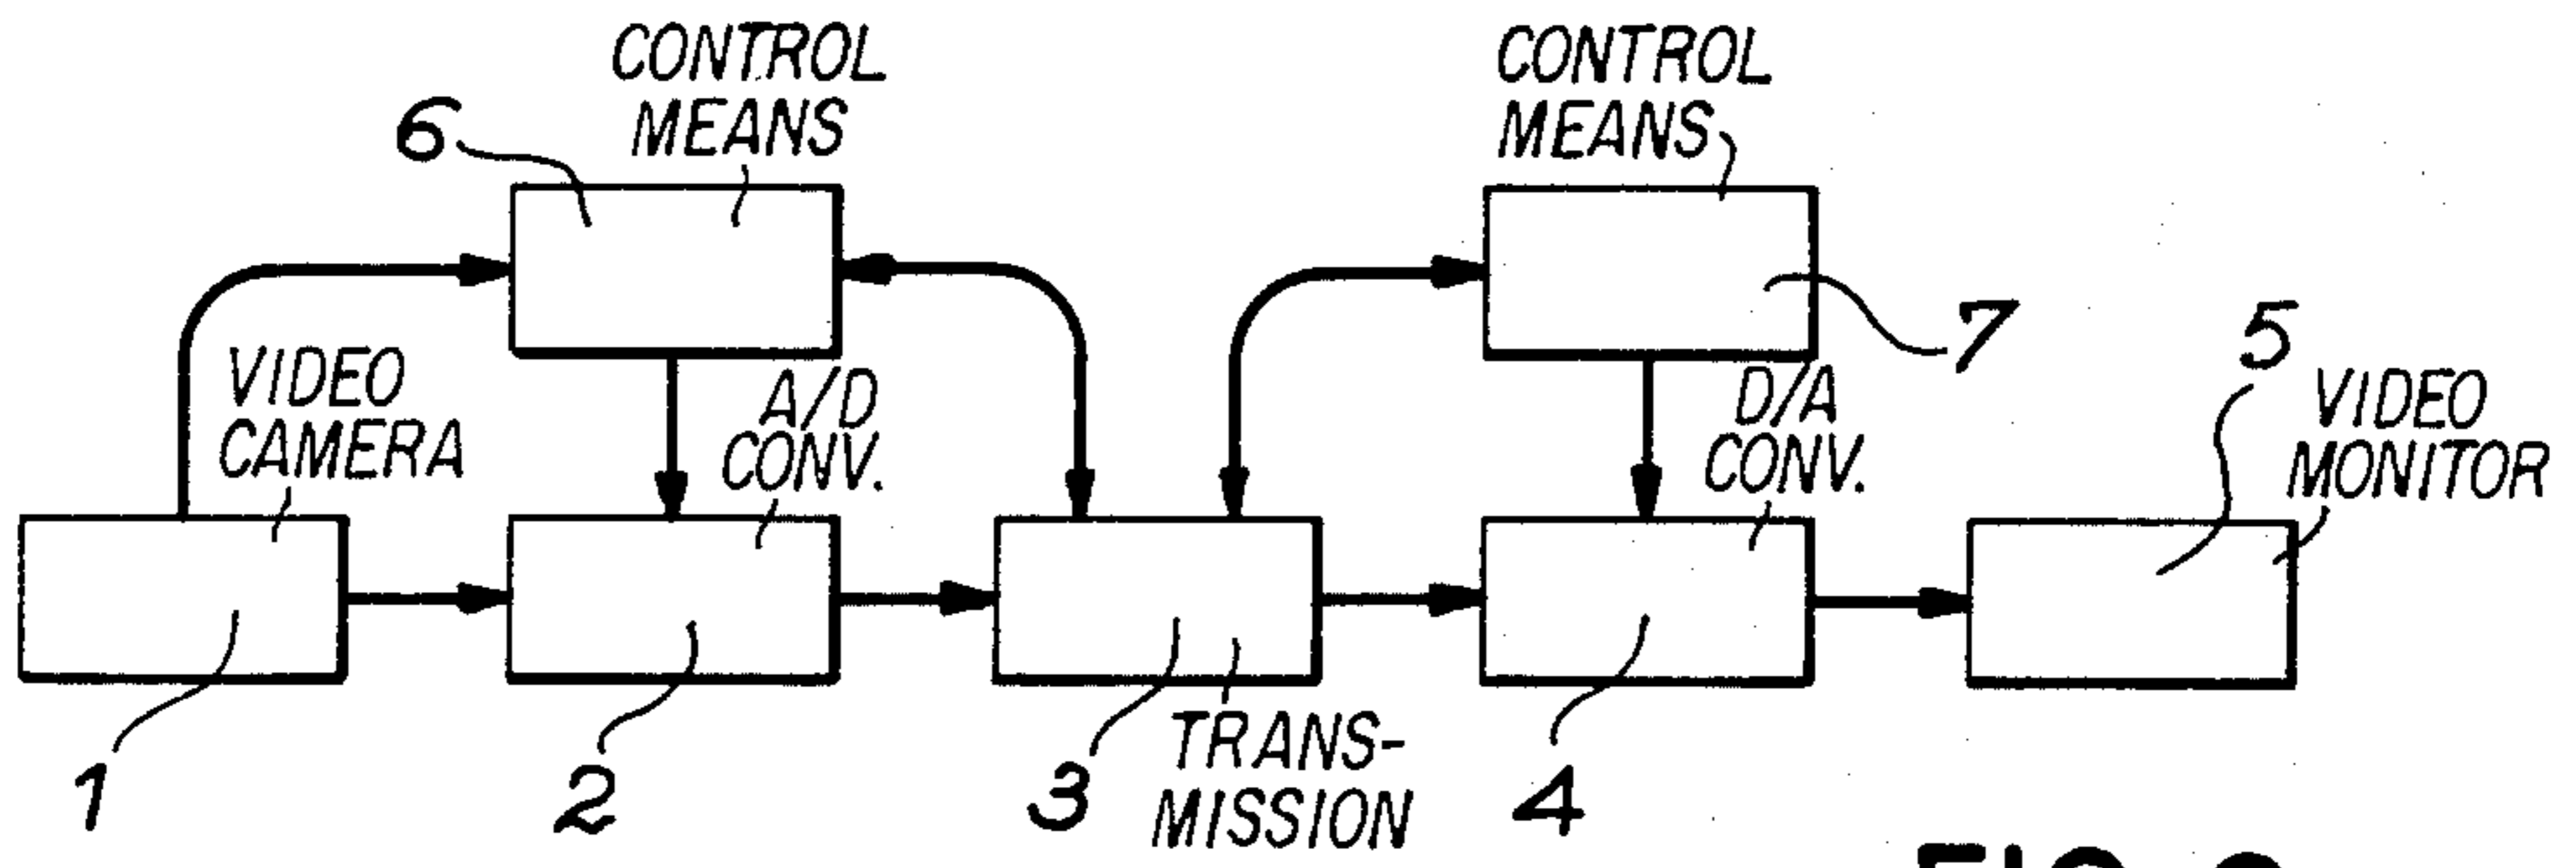 CONTROL
MEANS
6
CONTROL
MEANS
7
VIDEO
CAMERA
A/D
CONV.
D/A
CONV.
5
VIDEO
MONITOR
1
2
3
TRANS-
MISSION
4